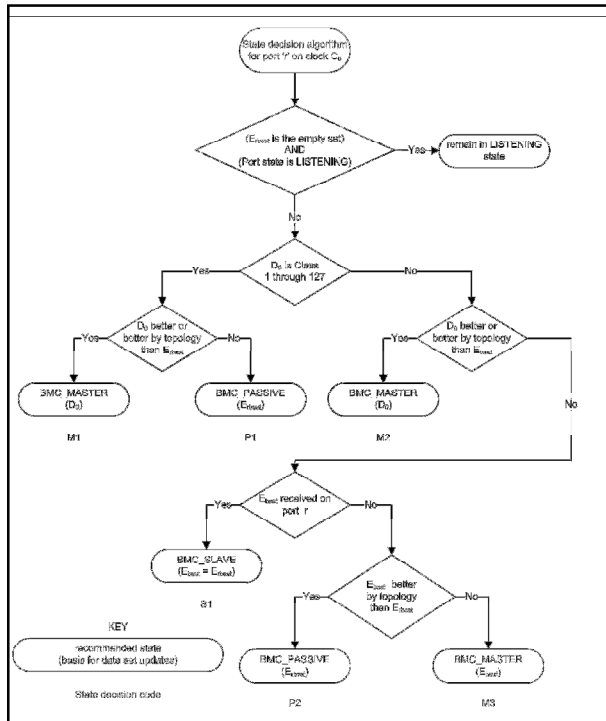 State decision algorithm
for port 'r' on clock C0
(Erbest is the empty set)
AND
(Port state is LISTENING)
Yes
remain in LISTENING
state
No
D0 is Class
1 through 127
Yes
No
D0 better or
better by topology
than Erbest
Yes
No
D0 better or
better by topology
than Ebest
Yes
No
BMC_MASTER
(D0)
BMC_PASSIVE
(Erbest)
BMC_MASTER
(D0)
M1
P1
M2
Ebest received on
port r
Yes
No
BMC_SLAVE
(Ebest = Erbest)
S1
Ebest better
by topology
than Erbest
Yes
No
KEY
recommended state
(basis for data set updates)
State decision code
BMC_PASSIVE
(Erbest)
BMC_MASTER
(Ebest)
P2
M3